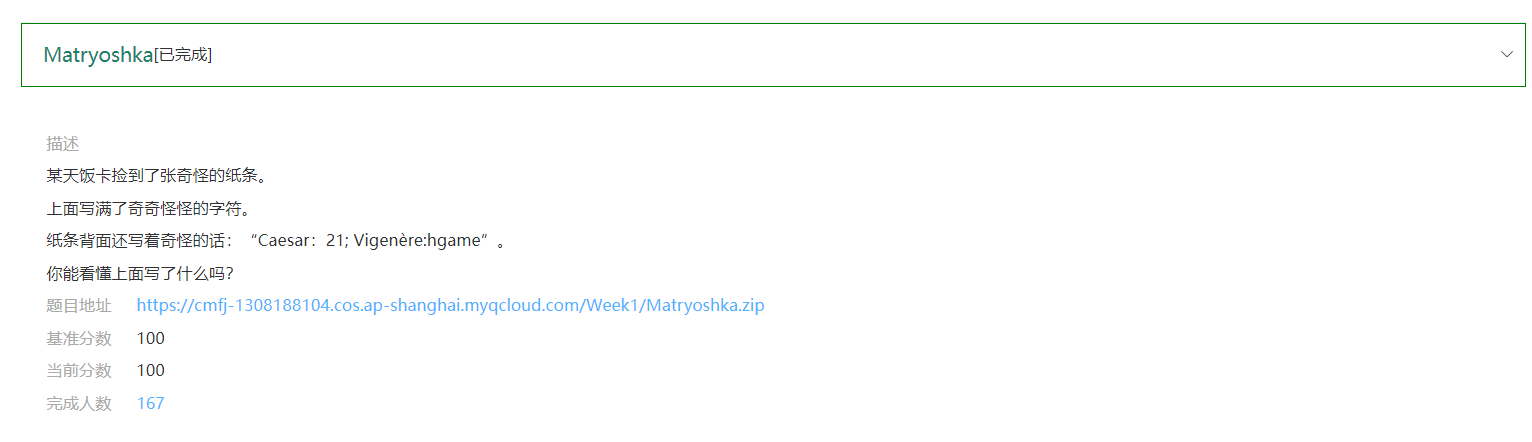 Matryoshka[已完成]
描述
某天饭卡捡到了张奇怪的纸条。
上面写满了奇奇怪怪的字符。
纸条背面还写着奇怪的话：“Caesar：21; Vigenère:hgame”。
你能看懂上面写了什么吗？
题目地址 https://cmfj-1308188104.cos.ap-shanghai.myqcloud.com/Week1/Matryoshka.zip
基准分数 100
当前分数 100
完成人数 167